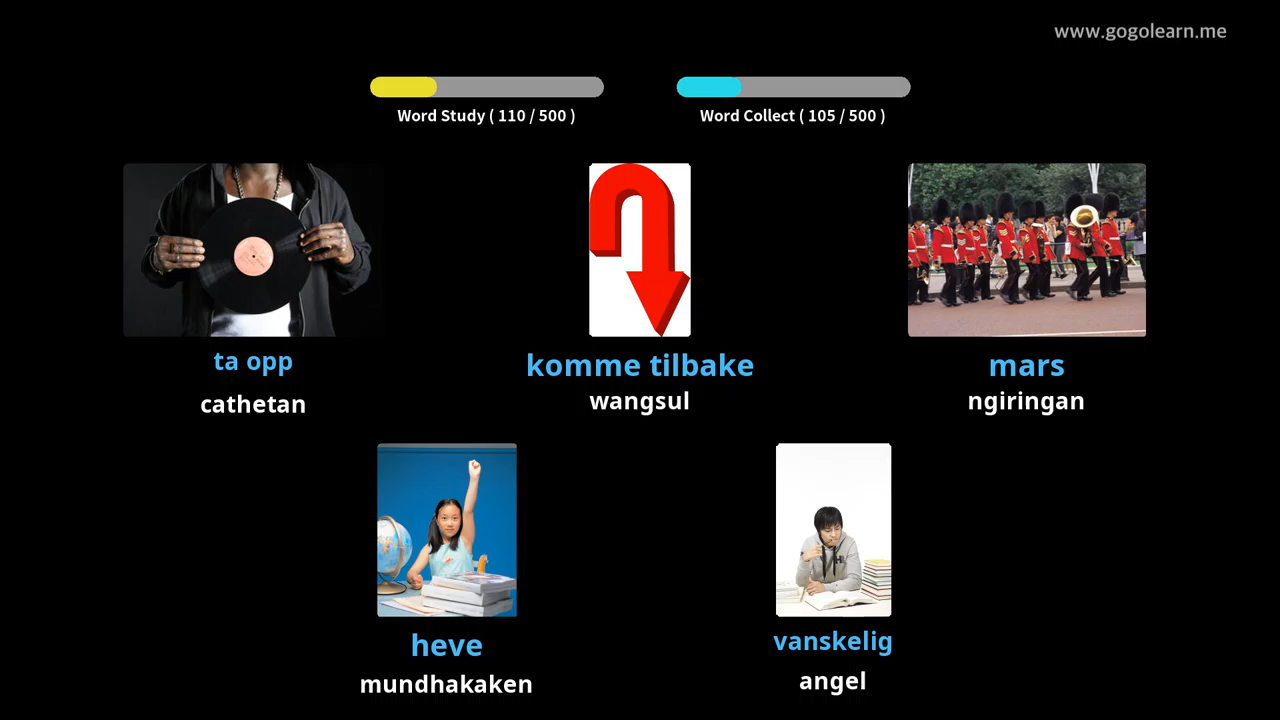 www.gogolearn.me
Word Study ( 110 / 500 )
Word Collect ( 105 / 500 )
ta opp
cathetan
komme tilbake
wangsul
mars
ngiringan
heve
mundhakaken
vanskelig
angel